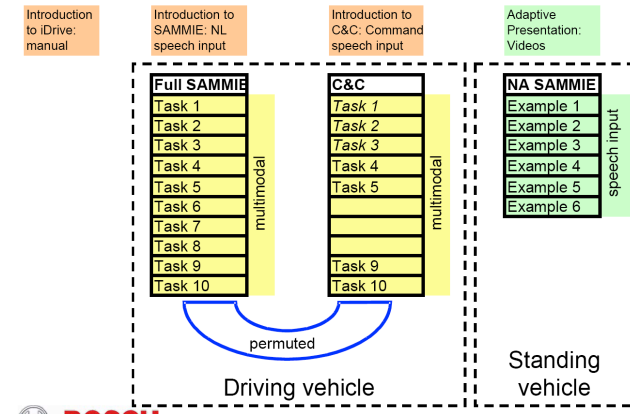 Introduction
to iDrive:
manual
Introduction to
SAMMIE: NL
speech input
Introduction to
C&C: Command
speech input
Adaptive
Presentation:
Videos
Full SAMMIE
Task 1
Task 2
Task 3
Task 4
Task 5
Task 6
Task 7
Task 8
Task 9
Task 10
multimodal
C&C
Task 1
Task 2
Task 3
Task 4
Task 5
Task 9
Task 10
multimodal
NA SAMMIE
Example 1
Example 2
Example 3
Example 4
Example 5
Example 6
speech input
permuted
Driving vehicle
Standing
vehicle
BOSCH